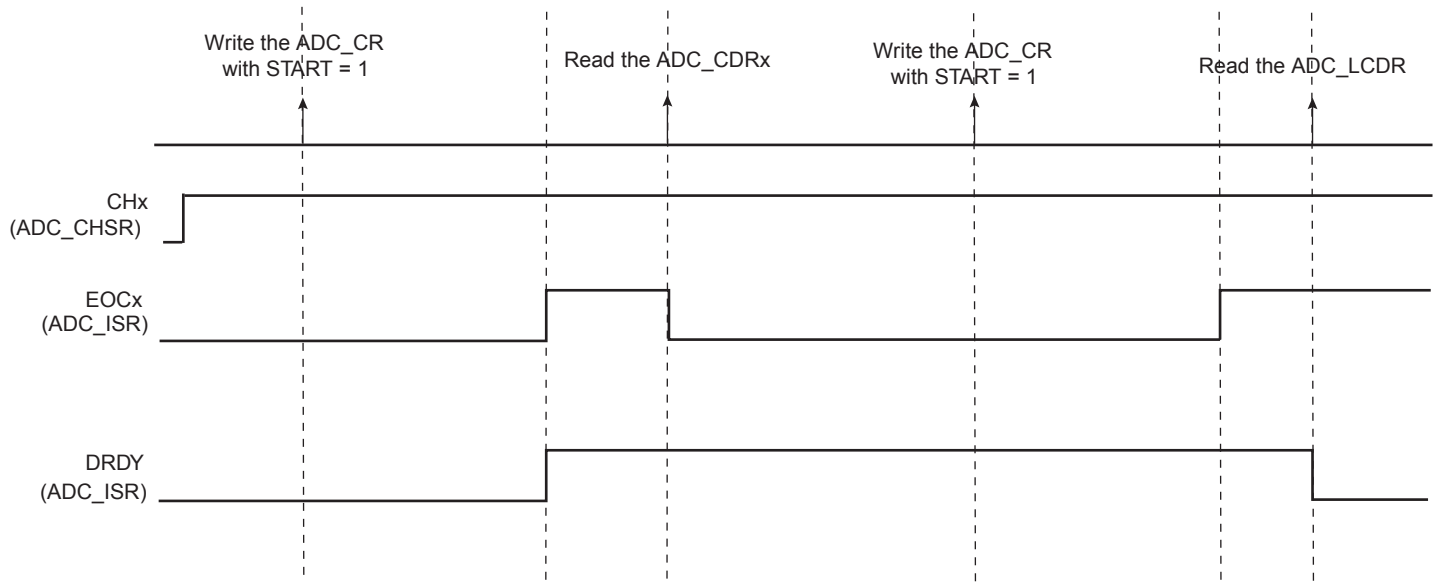 Write the ADC_CR
with START = 1
Read the ADC_CDRx
Write the ADC_CR
with START = 1
Read the ADC_LCDR
CHx
(ADC_CHSR)
EOCx
(ADC_ISR)
DRDY
(ADC_ISR)